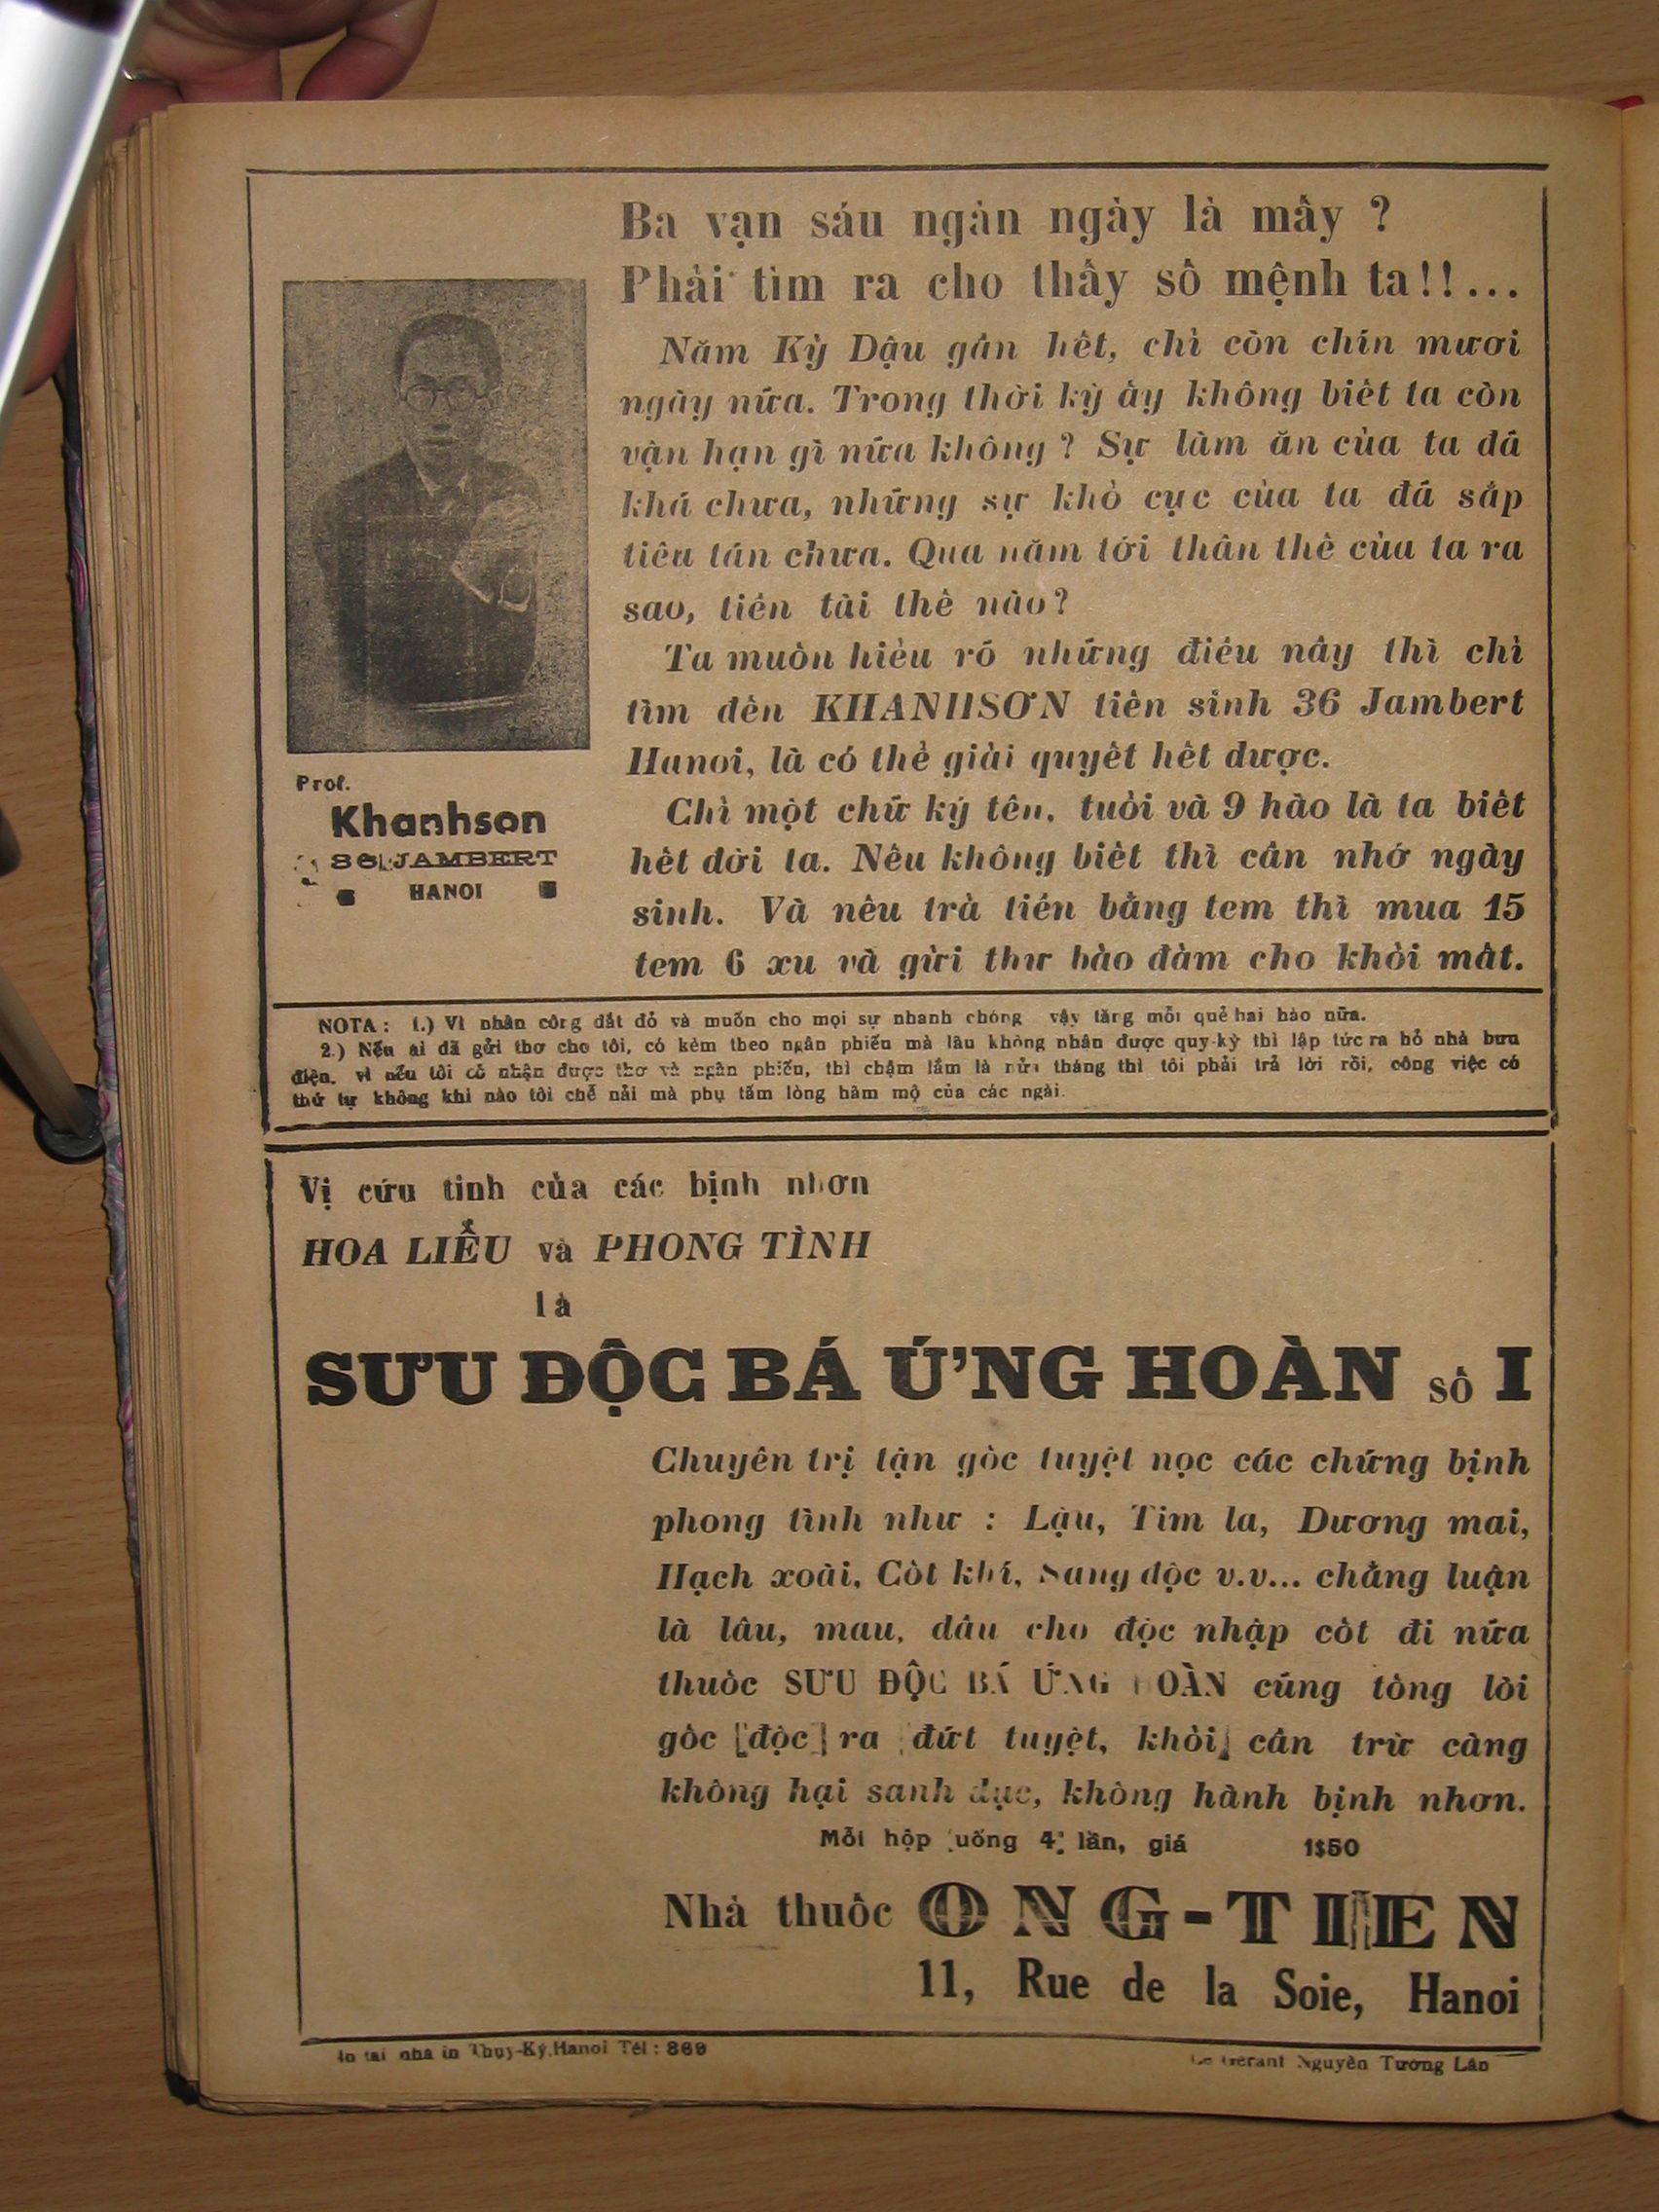 Ba vạn sáu ngàn ngày là mấy ?
Phải tìm ra cho thấy số mệnh ta!!...
Năm Kỷ Dậu gần hết, chỉ còn chín mươi
ngày nữa. Trong thời kỳ ấy không biết ta còn
vận hạn gì nữa không ? Sự làm ăn của ta đã
khá chưa, những sự khổ cực của ta đã sắp
tiêu tán chưa. Qua năm tới thân thế của ta ra
sao, tiền tài thế nào ?
Ta muốn hiểu rõ những điều này thì chỉ
tìm đến KHANHSƠN tiên sinh 36 Jambert
Hanoi, là có thể giải quyết hết được.
Chỉ một chữ ký tên, tuổi và 9 hào là ta biết
hết đời ta. Nếu không biết thì cần nhớ ngày
sinh. Và nếu trả tiền bằng tem thì mua 15
tem 6 xu và gửi thư bảo đảm cho khỏi mất.
Prof.
Khanhson
36 JAMBERT
HANOI
NOTA : 1.) Vì nhân công đắt đỏ và muốn cho mọi sự nhanh chóng vậy tăng mỗi quẻ hai hào nữa.
2.) Nếu ai đã gửi thơ cho tôi, có kèm theo ngân phiếu mà lâu không nhận được quy-kỳ thì lập tức ra hỏ nhà bưu
điện. vì nếu tôi có nhận được thơ và ngân phiếu, thì chậm lắm là nửa tháng thì tôi phải trả lời rồi, công việc có
thứ tự không khi nào tôi chễ nải mà phụ tấm lòng hâm mộ của các ngài.
Vị cứu tinh của các bịnh nhơn
HOA LIỄU và PHONG TÌNH
là
SƯU ĐỘC BÁ ỨNG HOÀN số I
Chuyên trị tận gốc tuyệt nọc các chứng bịnh
phong tình như : Lậu, Tim la, Dương mai,
Hạch xoài, Cốt khí, Sang độc v.v... chẳng luận
là lâu, mau, dầu cho độc nhập cốt đi nữa
thuốc SƯU ĐỘC BÁ ỨNG HOÀN cũng tống lòi
gốc [độc] ra đứt tuyệt, khỏi cần trừ căng
không hại sanh dục, không hành bịnh nhơn.
Mỗi hộp uống 4 lần, giá 1$50
Nhà thuốc ONG-TIEN
11, Rue de la Soie, Hanoi
In tại nhà in Thụy-Ký Hanoi Tél : 869
Le Gérant Nguyễn Tường Lân